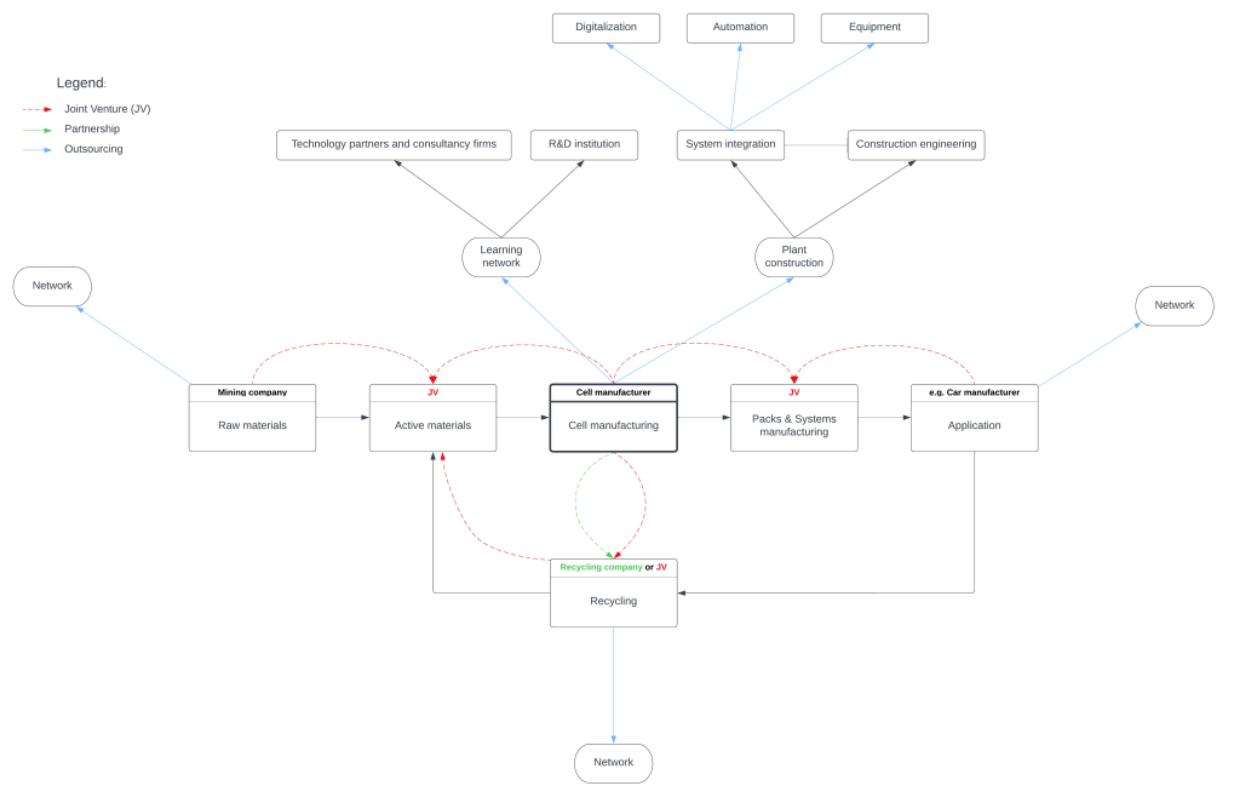 Digitalization
Automation
Equipment
Legend:
Joint Venture (JV)
Partnership
Outsourcing
Technology partners and consultancy firms
R&D institution
System integration
Construction engineering
Learning
network
Plant
construction
Network
Network
Mining company
JV
Cell manufacturer
JV
e.g. Car manufacturer
Raw materials
Active materials
Cell manufacturing
Packs & Systems
manufacturing
Application
Recycling company or JV
Recycling
Network